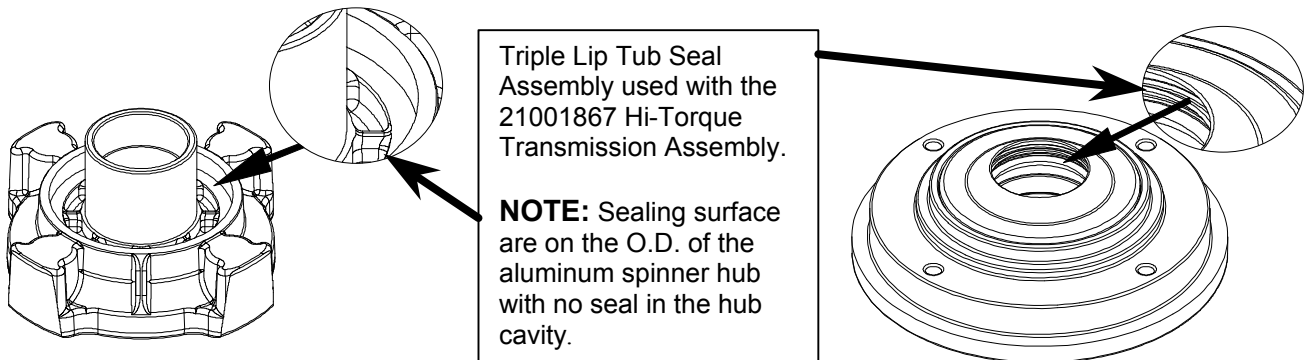 Triple Lip Tub Seal
Assembly used with the
21001867 Hi-Torque
Transmission Assembly.
NOTE: Sealing surface
are on the O.D. of the
aluminum spinner hub
with no seal in the hub
cavity.